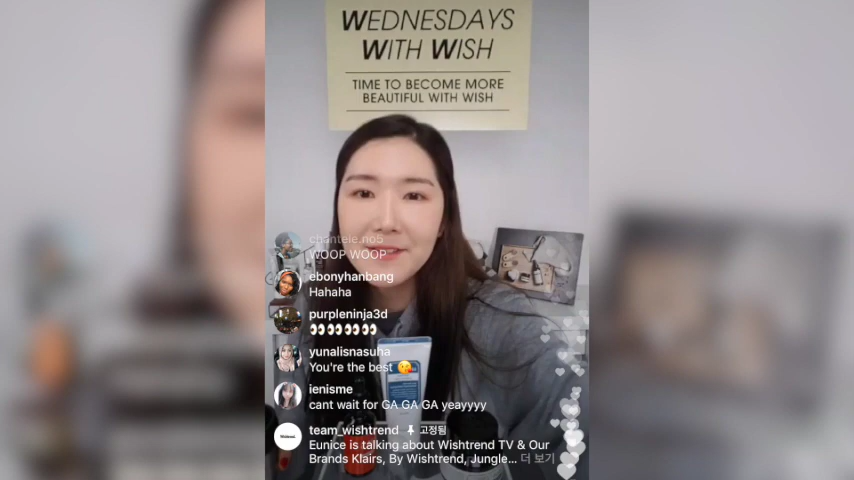 WEDNESDAYS
WITH WISH
TIME TO BECOME MORE
BEAUTIFUL WITH WISH
chantele.no5
WOOP WOOP
ebonyhanbang
Hahaha
purpleninja3d
👀👀👀👀
yunalisnasuha
You're the best 😘
ienisme
cant wait for GA GA GA yeayyyy
team_wishtrend 📌 고정됨
Eunice is talking about Wishtrend TV & Our
Brands Klairs, By Wishtrend, Jungle... 더 보기